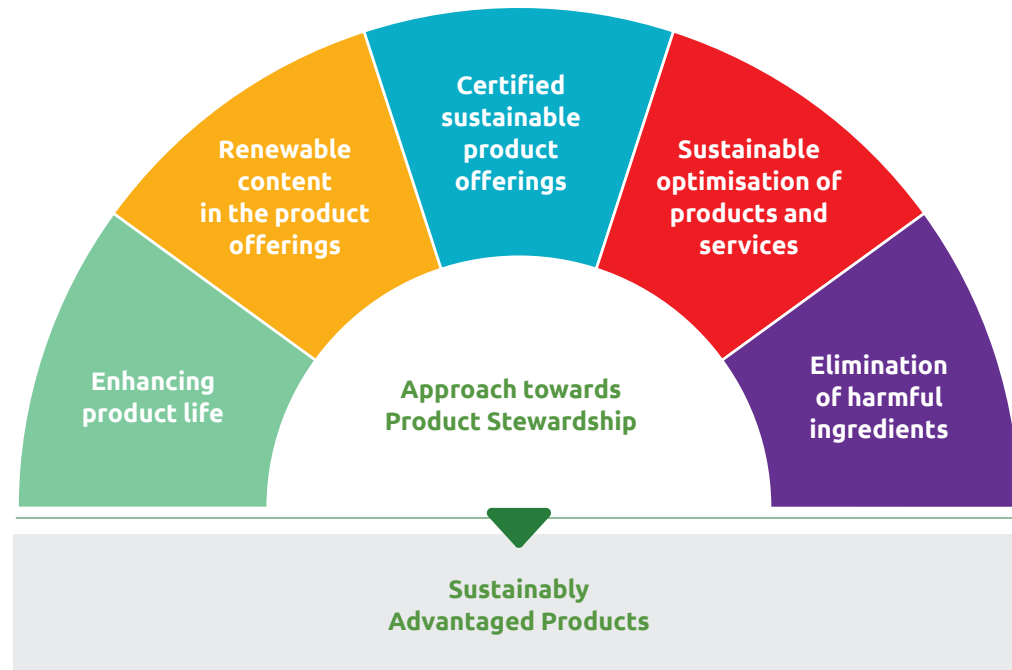 Certified
sustainable
product
offerings
Renewable
content
in the product
offerings
Sustainable
optimisation of
products and
services
Enhancing
product life
Approach towards
Product Stewardship
Elimination
of harmful
ingredients
Sustainably
Advantaged Products